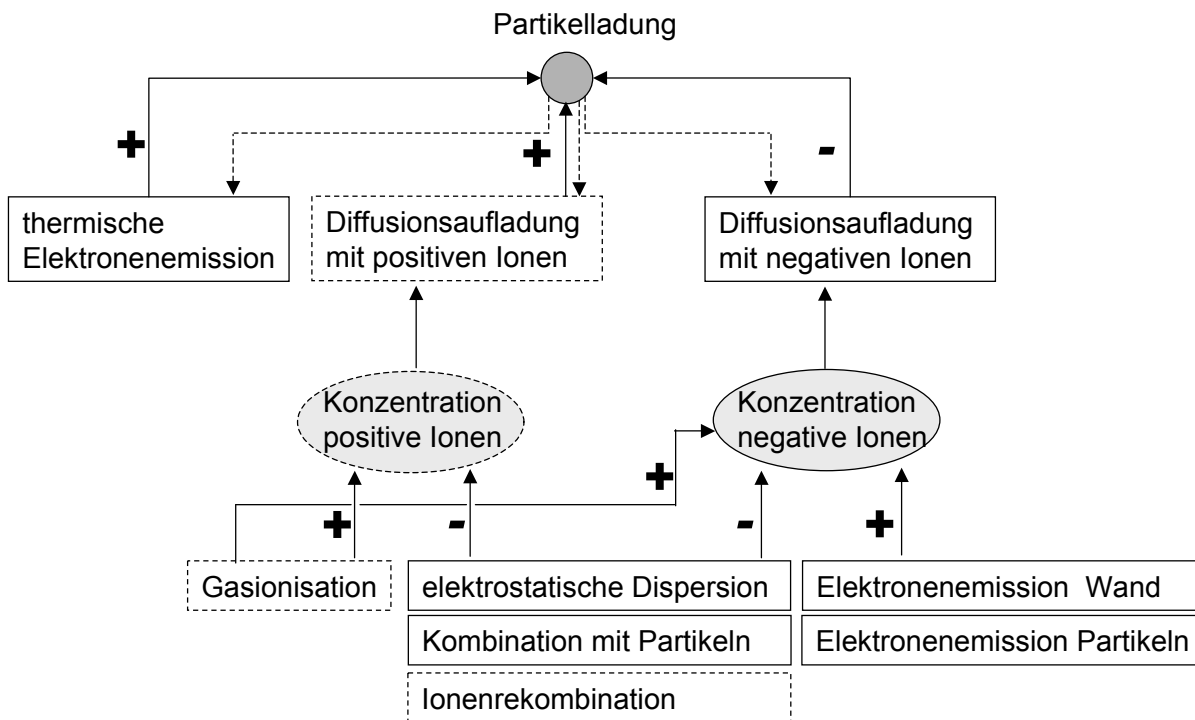 Partikelladung
+
+
-
thermische
Elektronenemission
Diffusionsaufladung
mit positiven Ionen
Diffusionsaufladung
mit negativen Ionen
Konzentration
positive Ionen
Konzentration
negative Ionen
+
+
-
-
+
Gasionisation
elektrostatische Dispersion
Elektronenemission Wand
Kombination mit Partikeln
Elektronenemission Partikeln
Ionenrekombination